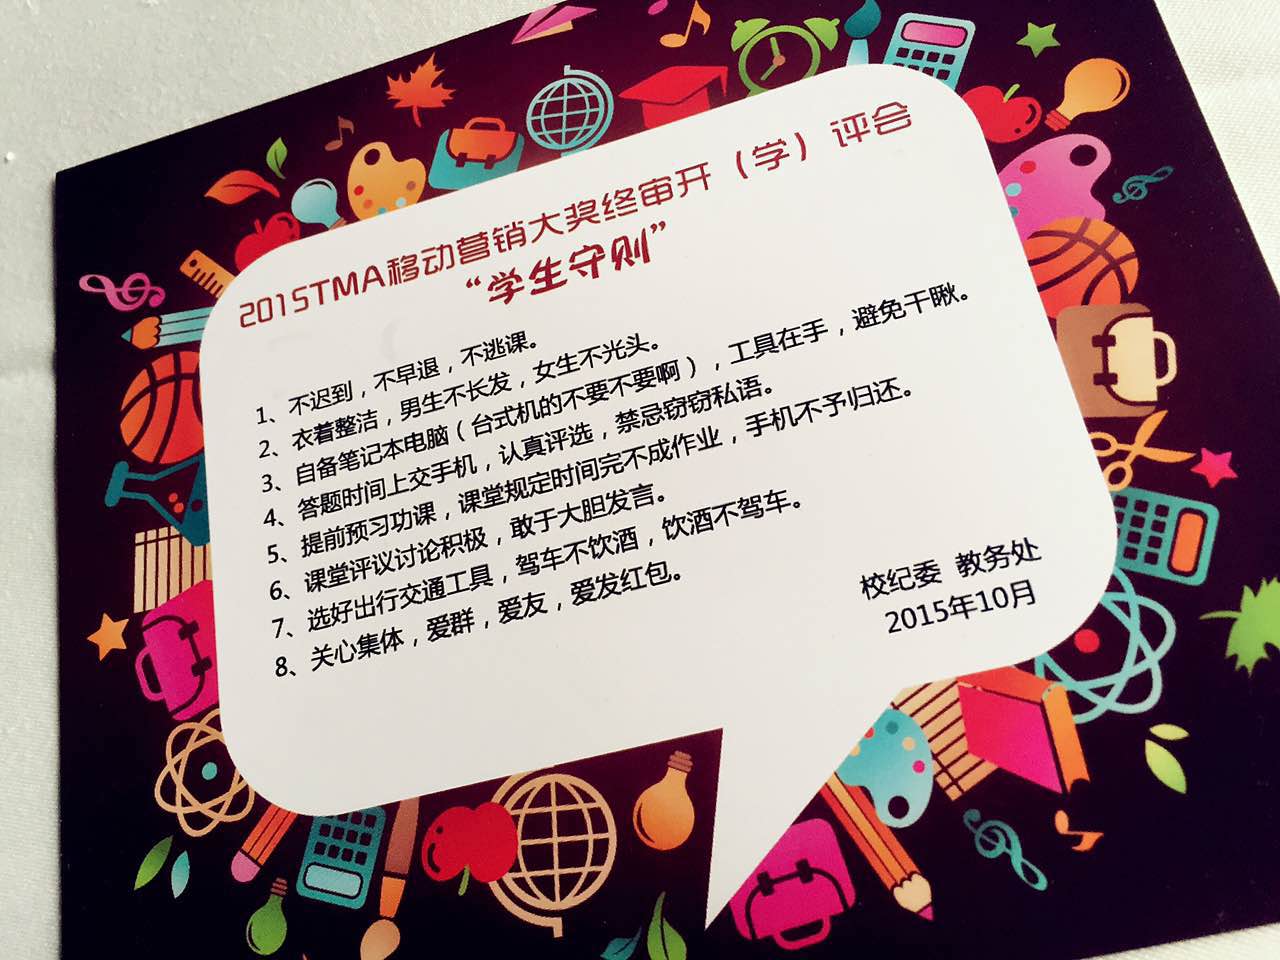 2015TMA移动营销大奖终审开（学）评会
“学生守则”
1、不迟到，不早退，不逃课。
2、衣着整洁，男生不长发，女生不光头。
3、自备笔记本电脑（台式机的不要不要啊），工具在手，避免干瞅。
4、答题时间上交手机，认真评选，禁忌窃窃私语。
5、提前预习功课，课堂规定时间完不成作业，手机不予归还。
6、课堂评议讨论积极，敢于大胆发言。
7、选好出行交通工具，驾车不饮酒，饮酒不驾车。
8、关心集体，爱群，爱友，爱发红包。
校纪委 教务处
2015年10月